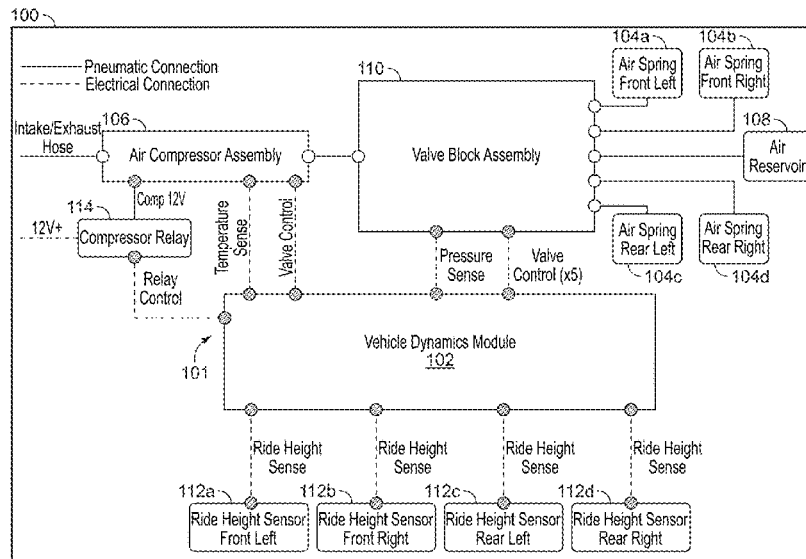 100
104a
104b
Pneumatic Connection
Electrical Connection
110
Air Spring
Front Left
Air Spring
Front Right
Intake/Exhaust
Hose
106
108
Air Compressor Assembly
Valve Block Assembly
Air
Reservoir
Comp 12V
114
12V+
Compressor Relay
Temperature
Sense
Valve Control
Air Spring
Rear Left
Air Spring
Rear Right
Relay
Control
Pressure
Sense
Valve
Control (x5)
104c
104d
Vehicle Dynamics Module
102
101
Ride Height
Sense
Ride Height
Sense
Ride Height
Sense
Ride Height
Sense
112a
112b
112c
112d
Ride Height Sensor
Front Left
Ride Height Sensor
Front Right
Ride Height Sensor
Rear Left
Ride Height Sensor
Rear Right